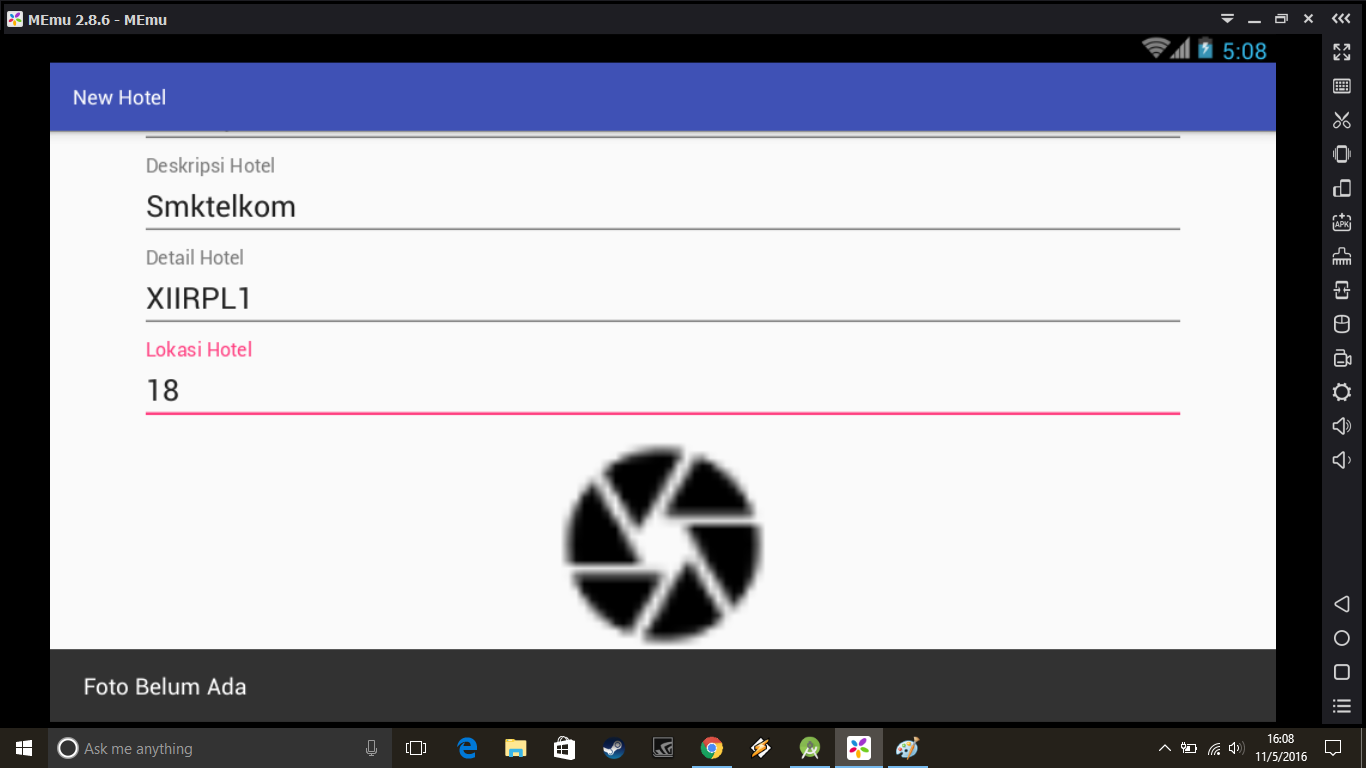 MEmu 2.8.6 - MEmu
5:08
New Hotel
Deskripsi Hotel
Smktelkom
Detail Hotel
XIIRPL1
Lokasi Hotel
18
Foto Belum Ada
APK
Ask me anything
16:08
11/5/2016